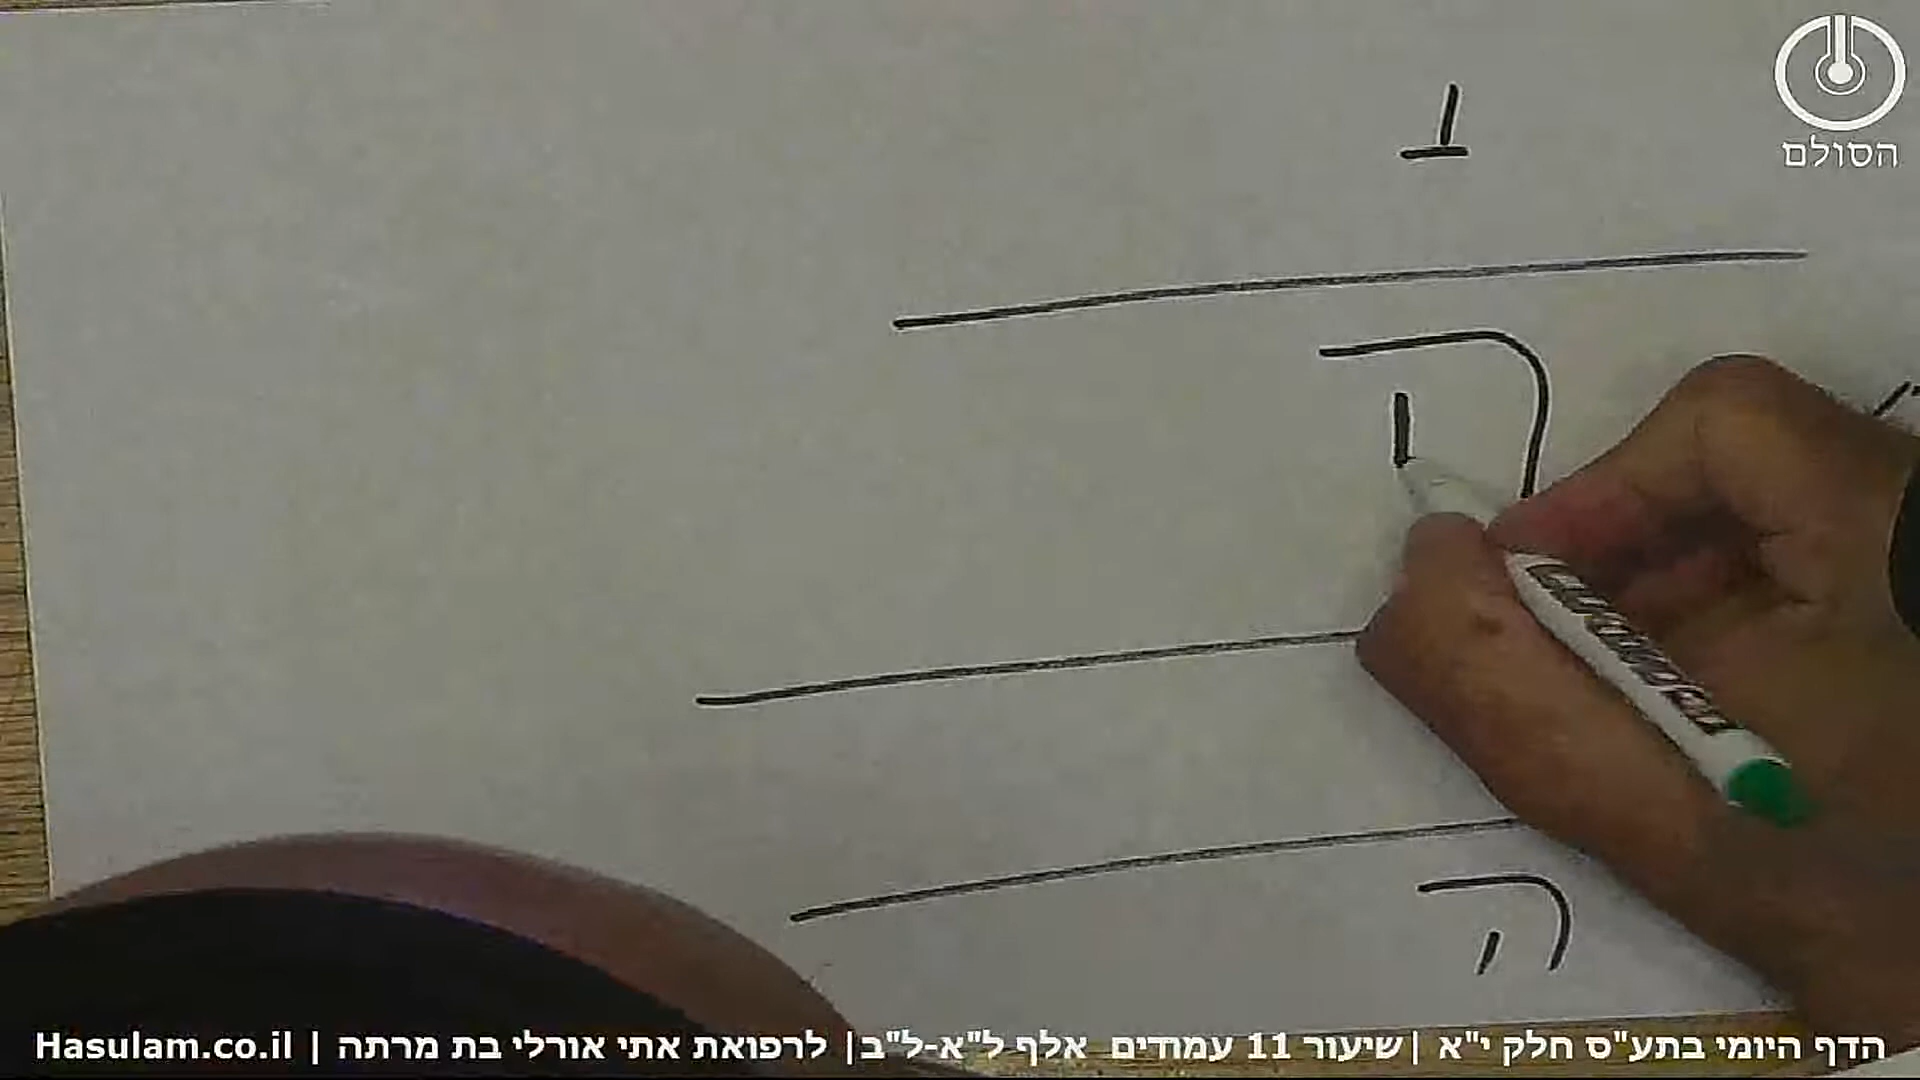 הסולם
ה
ה
הדף היומי בתע"ס חלק י"א | שיעור 11 עמודים אלף ל"א-ל"ב | לרפואת אתי אורלי בת מרתה | Hasulam.co.il